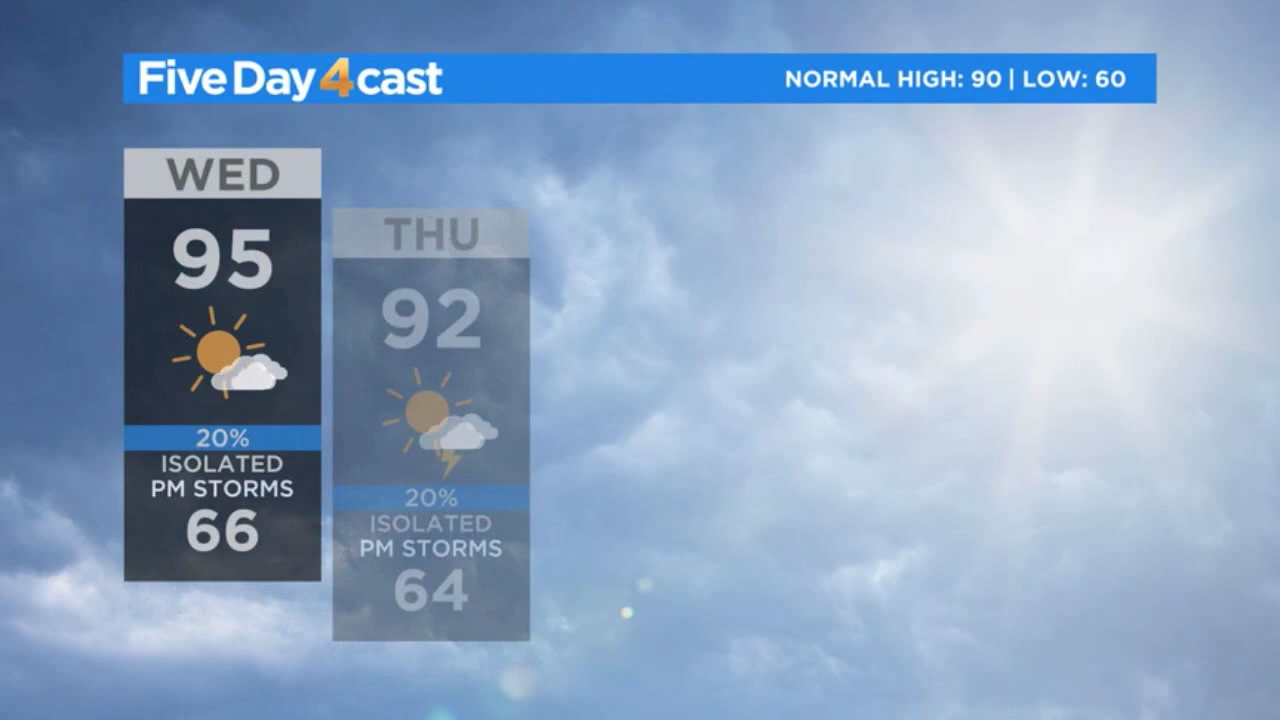 Five Day 4cast
NORMAL HIGH: 90 | LOW: 60
WED
95
20%
ISOLATED
PM STORMS
66
THU
92
20%
ISOLATED
PM STORMS
64